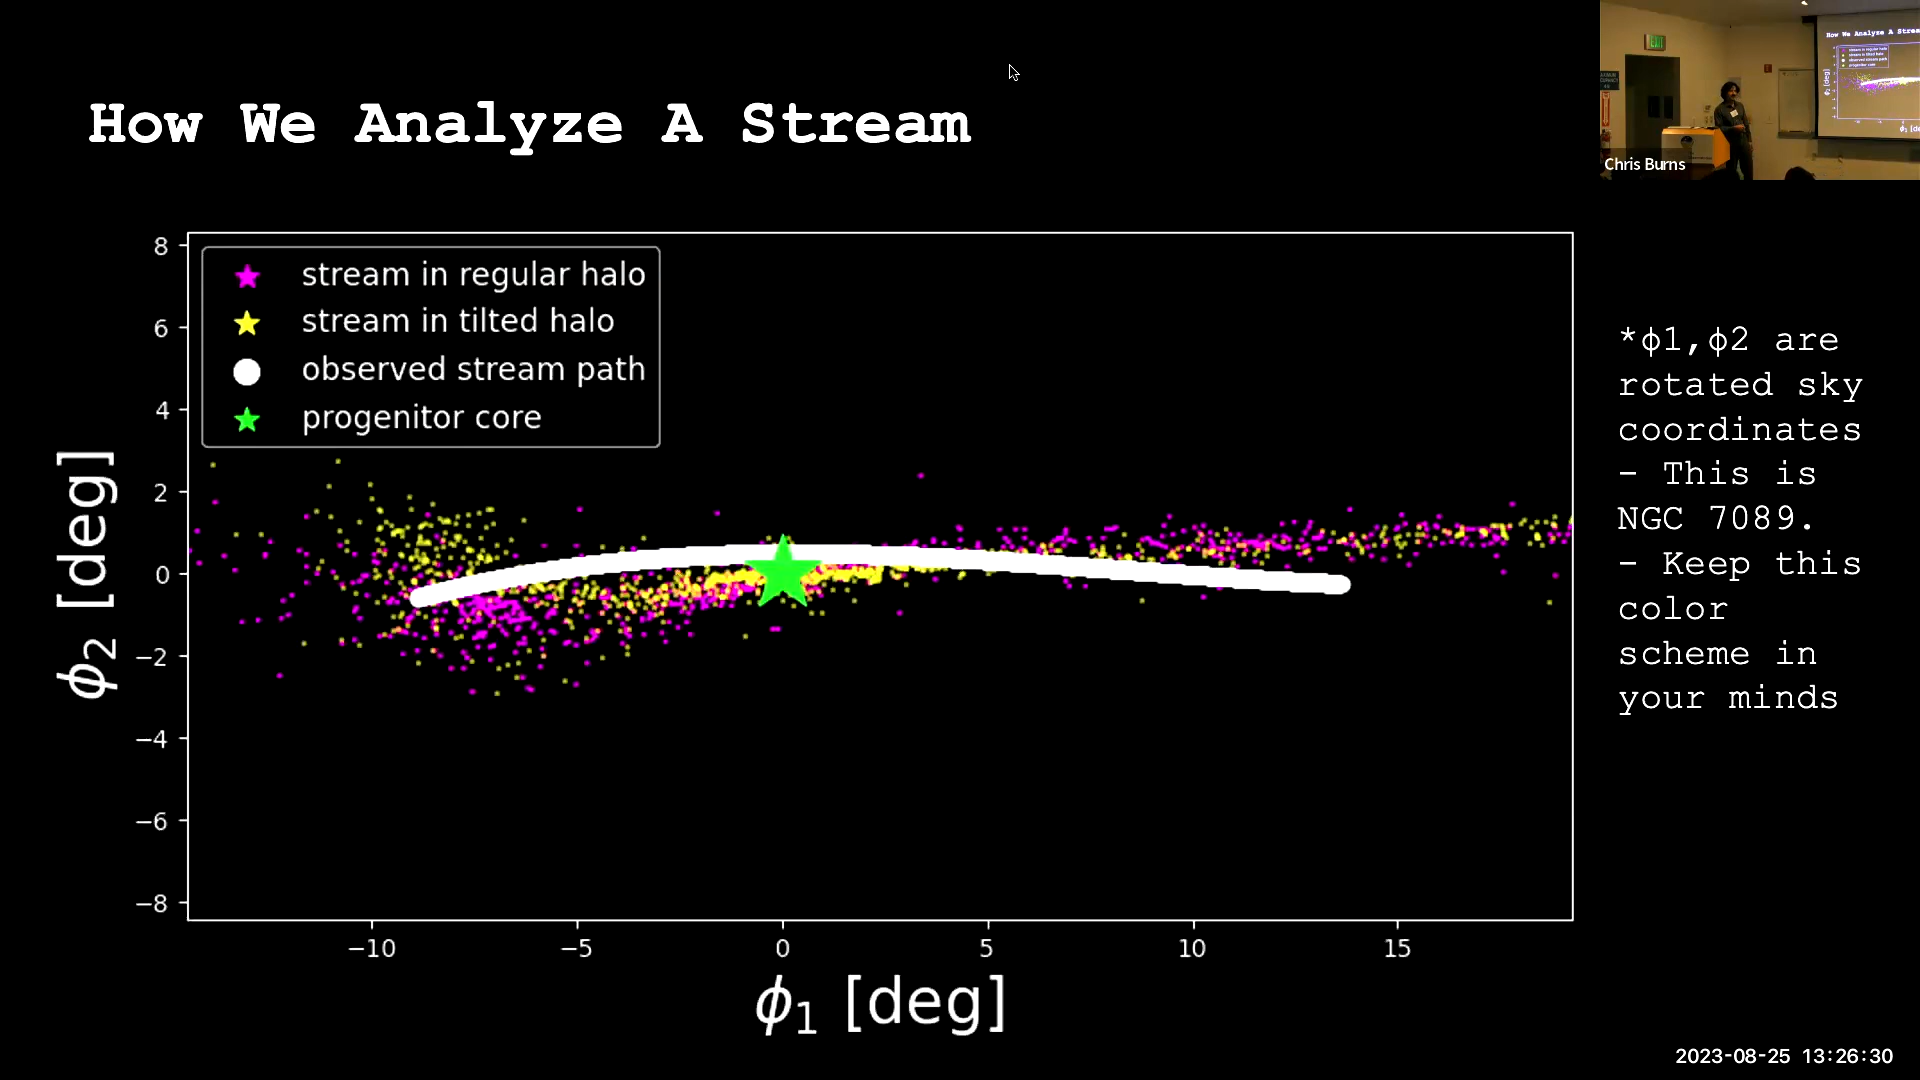 How We Analyze A Stream
EXIT
Chris Burns
8
6
4
2
0
−2
−4
−6
−8
ϕ2 [deg]
stream in regular halo
stream in tilted halo
observed stream path
progenitor core
−10
−5
0
5
10
15
ϕ1 [deg]
*ϕ1,ϕ2 are
rotated sky
coordinates
- This is
NGC 7089.
- Keep this
color
scheme in
your minds
2023-08-25 13:26:30